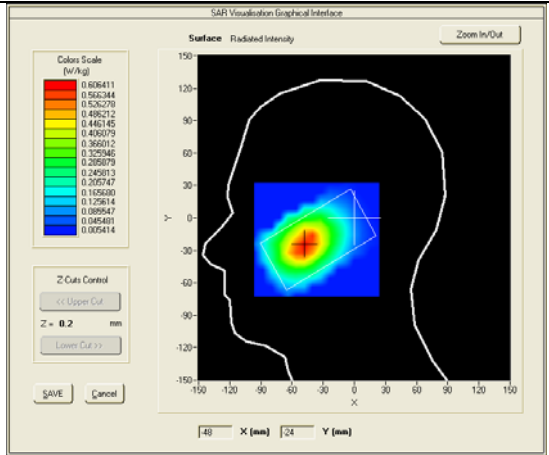 SAR Visualisation Graphical Interface
Surface Radiated Intensity
Zoom In/Out
Colors Scale
(W/kg)
0.606411
0.566344
0.526278
0.486212
0.446145
0.406079
0.366012
0.325946
0.285879
0.245813
0.205747
0.165680
0.125614
0.085547
0.045481
0.005414
Z-Cuts Control
<< Upper Cut
Z = 0.2 mm
Lower Cut >>
SAVE Cancel
150
120
90
60
30
0
-30
-60
-90
-120
-150
Y
-150 -120 -90 -60 -30 0 30 60 90 120 150
X
-48 X (mm) -24 Y (mm)